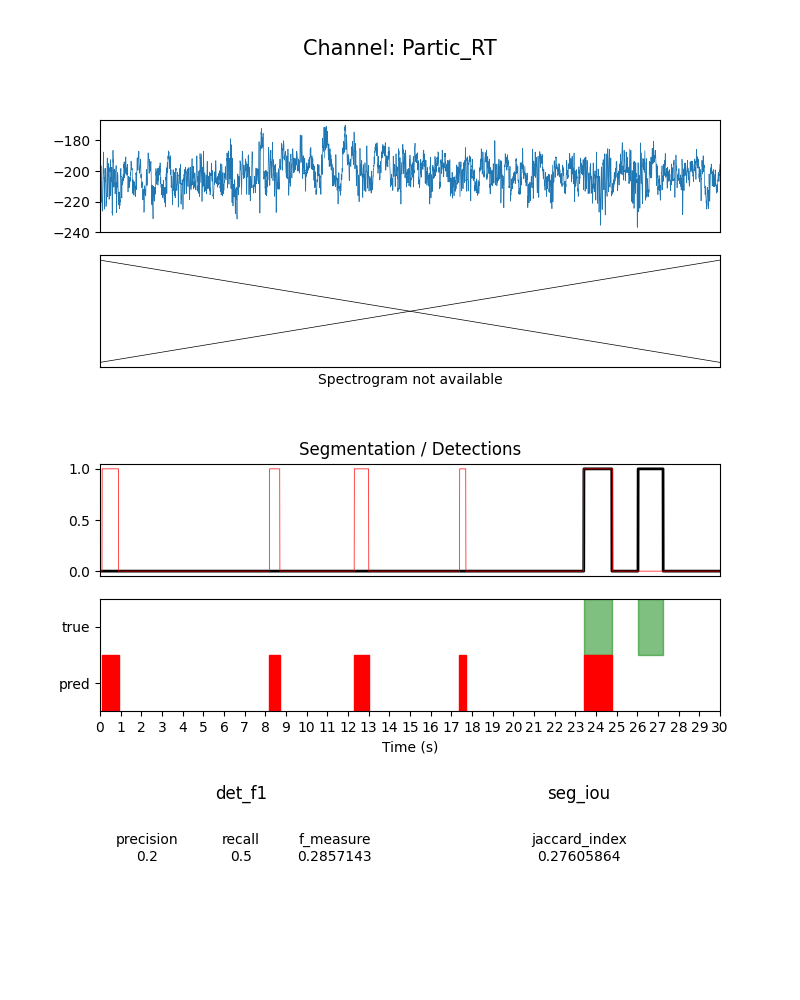 Channel: Partic_RT
−180
−200
−220
−240
Spectrogram not available
Segmentation / Detections
1.0
0.5
0.0
true
pred
0 1 2 3 4 5 6 7 8 9 10 11 12 13 14 15 16 17 18 19 20 21 22 23 24 25 26 27 28 29 30
Time (s)
det_f1 seg_iou
precision recall f_measure jaccard_index
0.2 0.5 0.2857143 0.27605864